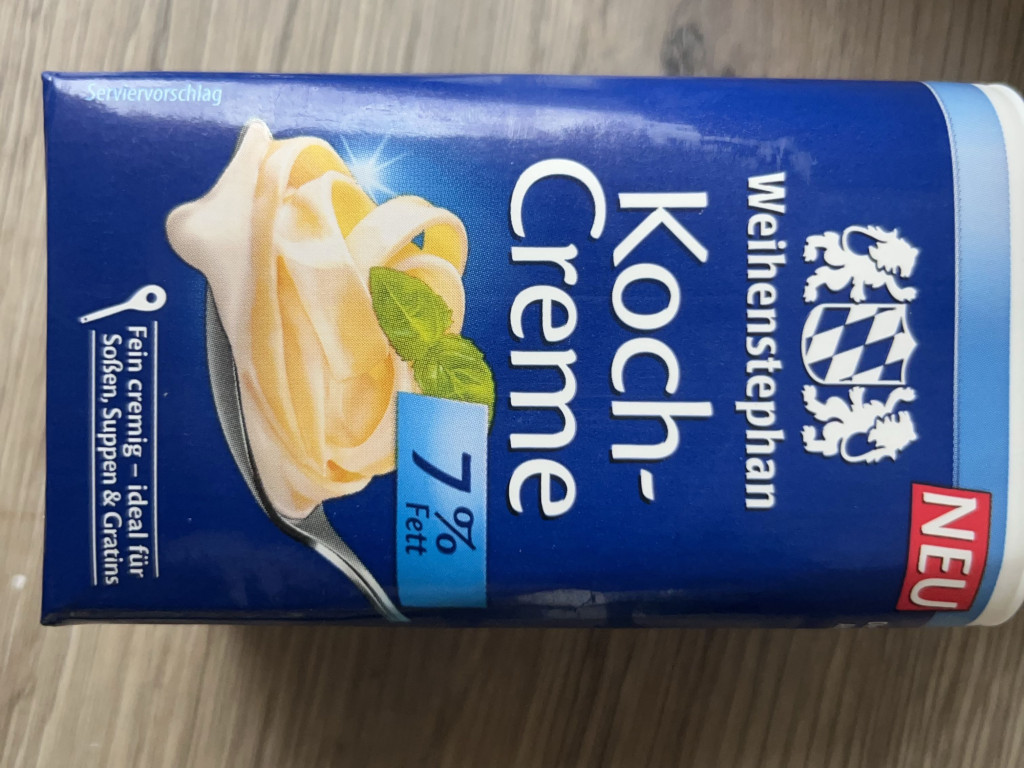 NEU
Weihenstephan
Koch-
Creme
7%
Fett
Fein cremig – ideal für
Soßen, Suppen & Gratins
Serviervorschlag